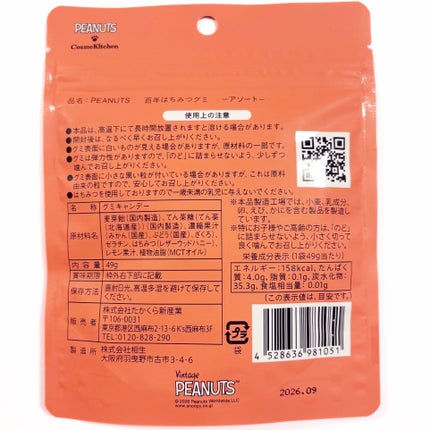 PEANUTS
CosmeKitchen
品名：PEANUTS 百年はちみつグミ －アソート－
使用上の注意
●本品は、高温下にて長時間放置されますと溶ける場合があります。
●開封後は、なるべく早くお召し上がりください。
●グミ表面に白いものが見える場合がありますが、原材料の一部です。
●グミは弾力性がありますので、「のど」に詰まらせないよう、少しずつ
噛んでお召し上がりください。
●グミ表面に小さな黒い粒が付いている場合がありますが、これは原料
由来の粒ですので、安心してお召し上がりください。
●はちみつを使用しておりますので一歳未満の乳児に与えないでください。
名称 グミキャンデー
原材料名 麦芽飴(国内製造)、てん菜糖(てん菜
(北海道産))(国内製造)、濃縮果汁
(みかん(国産)、ぶどう(国産)、ざくろ)、
ゼラチン、はちみつ(レザーウッドハニー)、
レモン果汁、植物油脂(MCTオイル)
内容量 49g
賞味期限 枠外右下部に記載
保存方法 直射日光、高温多湿を避けて保存して
ください。
販売者 株式会社たかくら新産業
〒106-0031
東京都港区西麻布2-13-6 K's西麻布2F
TEL:0120-828-290
製造所 株式会社相生
大阪府羽曳野市古市3-4-6
●本品製造工場では、小麦、乳成分、
卵、えび、かにを含む製品を製造し
ています。
●特にお子様やご高齢の方は、「のど」
に詰まらせないよう、小さく切って
良く噛んでお召し上がりください。
栄養成分表示(1袋49g当たり)
エネルギー:158kcal、たんぱく
質:4.0g、脂質:0.1g、炭水化物:
35.3g、食塩相当量:0.01g
(この表示値は、目安です。)
プラ
袋
4 528636 981051
Vintage
PEANUTS™
© 2026 Peanuts Worldwide LLC
www.snoopy.co.jp
2026.09